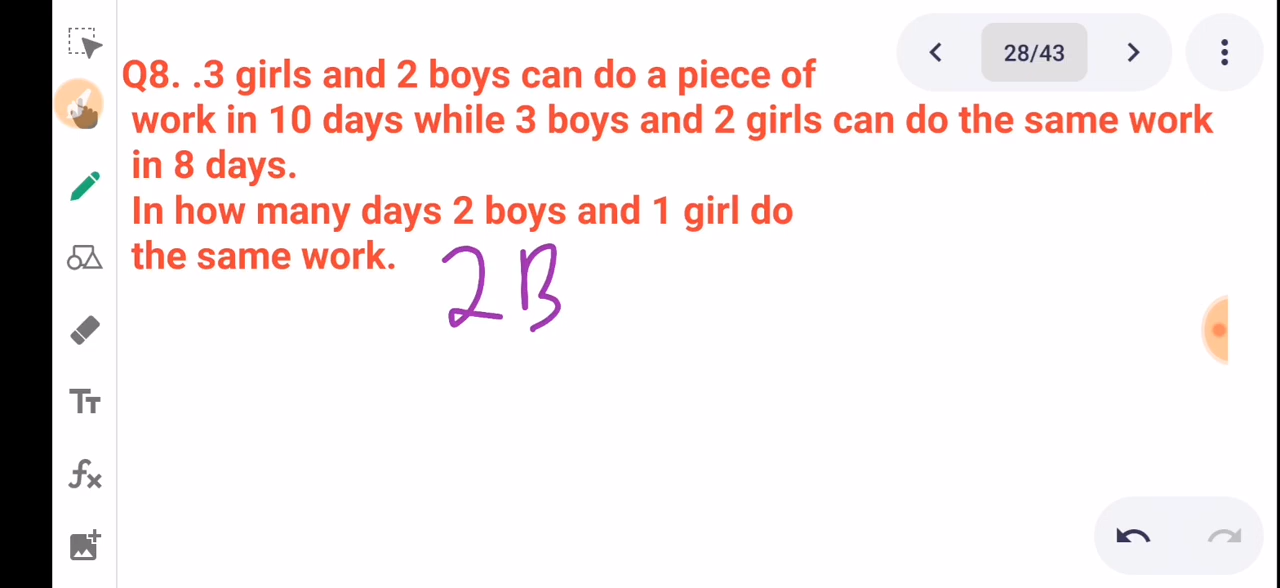 28/43
Q8. .3 girls and 2 boys can do a piece of
work in 10 days while 3 boys and 2 girls can do the same work
in 8 days.
In how many days 2 boys and 1 girl do
the same work.
2B
TT
fx